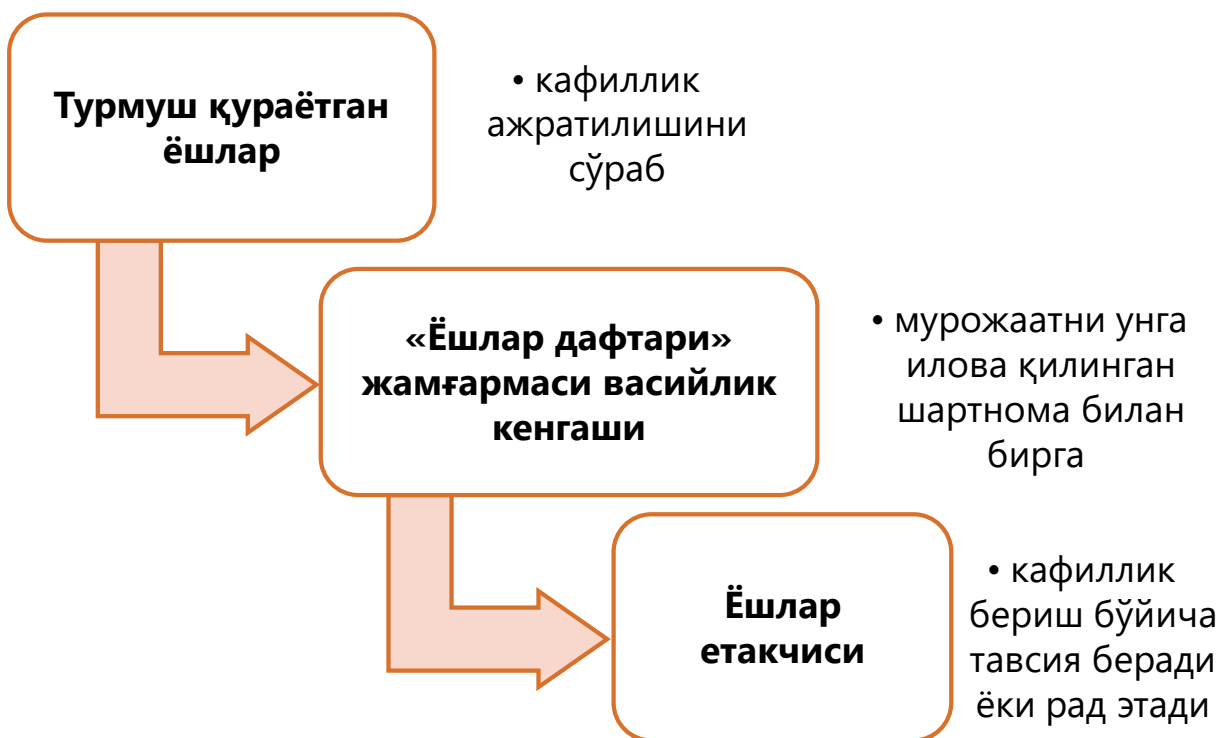 Турмуш қураётган
ёшлар
• кафиллик
ажратилишини
сўраб
«Ёшлар дафтари»
жамғармаси васийлик
кенгаши
• мурожаатни унга
илова қилинган
шартнома билан
бирга
Ёшлар
етакчиси
• кафиллик
бериш бўйича
тавсия беради
ёки рад этади